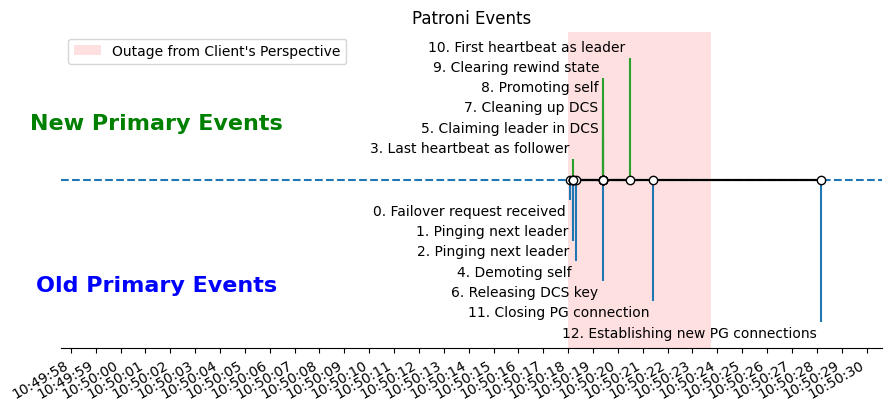 Patroni Events
Outage from Client's Perspective
10. First heartbeat as leader
9. Clearing rewind state
8. Promoting self
7. Cleaning up DCS
New Primary Events
5. Claiming leader in DCS
3. Last heartbeat as follower
0. Failover request received
1. Pinging next leader
2. Pinging next leader
4. Demoting self
Old Primary Events
6. Releasing DCS key
11. Closing PG connection
12. Establishing new PG connections
10:49:58
10:49:59
10:50:00
10:50:01
10:50:02
10:50:03
10:50:04
10:50:05
10:50:06
10:50:07
10:50:08
10:50:09
10:50:10
10:50:11
10:50:12
10:50:13
10:50:14
10:50:15
10:50:16
10:50:17
10:50:18
10:50:19
10:50:20
10:50:21
10:50:22
10:50:23
10:50:24
10:50:25
10:50:26
10:50:27
10:50:28
10:50:29
10:50:30